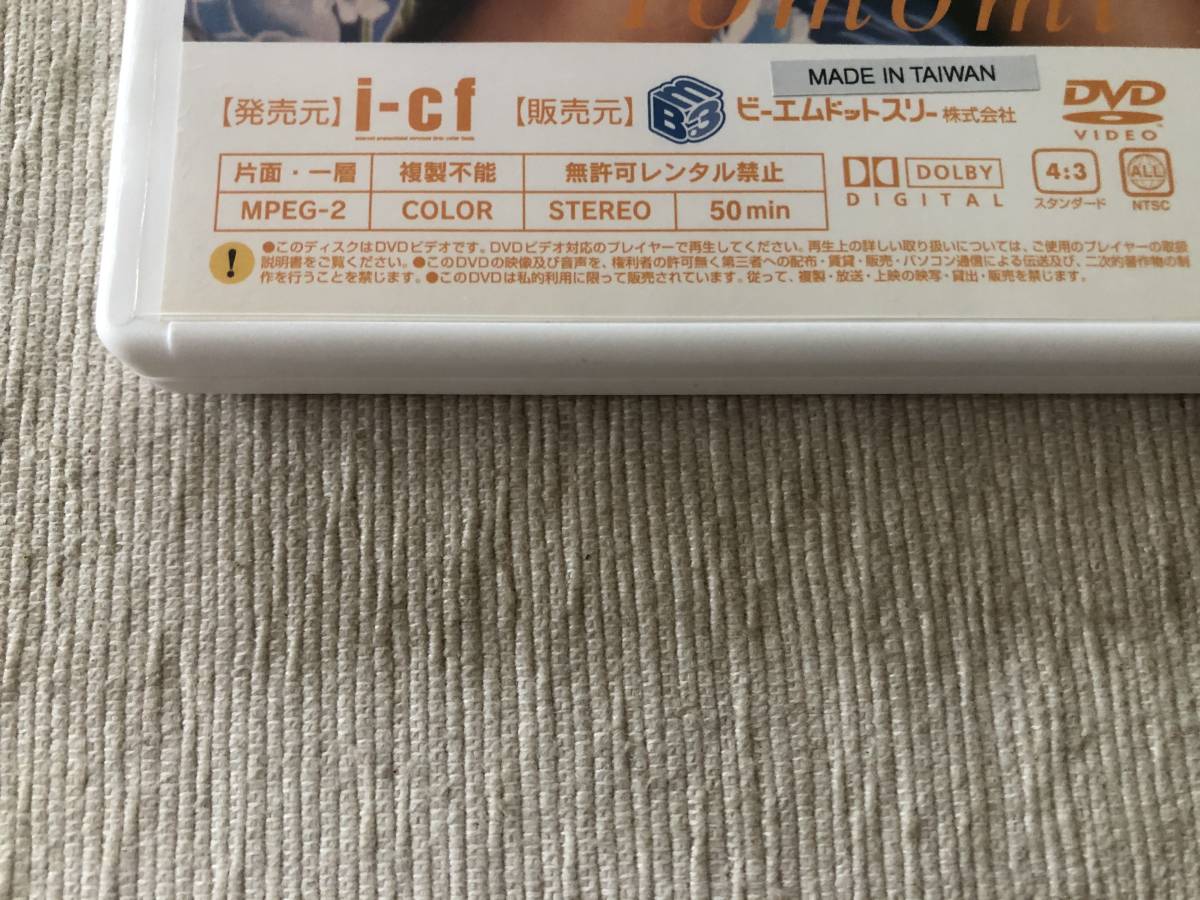 Tomomi
MADE IN TAIWAN
【発売元】 i-cf 【販売元】 BM3 ビーエムドットスリー株式会社 DVD VIDEO
片面・一層 複製不能 無許可レンタル禁止 DOLBY 4:3 ALL
MPEG-2 COLOR STEREO 50 min DIGITAL スタンダード NTSC
●このディスクはDVDビデオです。DVDビデオ対応のプレイヤーで再生してください。再生上の詳しい取り扱いについては、ご使用のプレイヤーの取扱
説明書をご覧ください。●このDVDの映像及び音声を、権利者の許可無く第三者への配布・賃貸・販売・パソコン通信による伝送及び、二次的著作物の制
作を行うことを禁じます。●このDVDは私的利用に限って販売されています。従って、複製・放送・上映の映写・貸出・販売を禁じます。